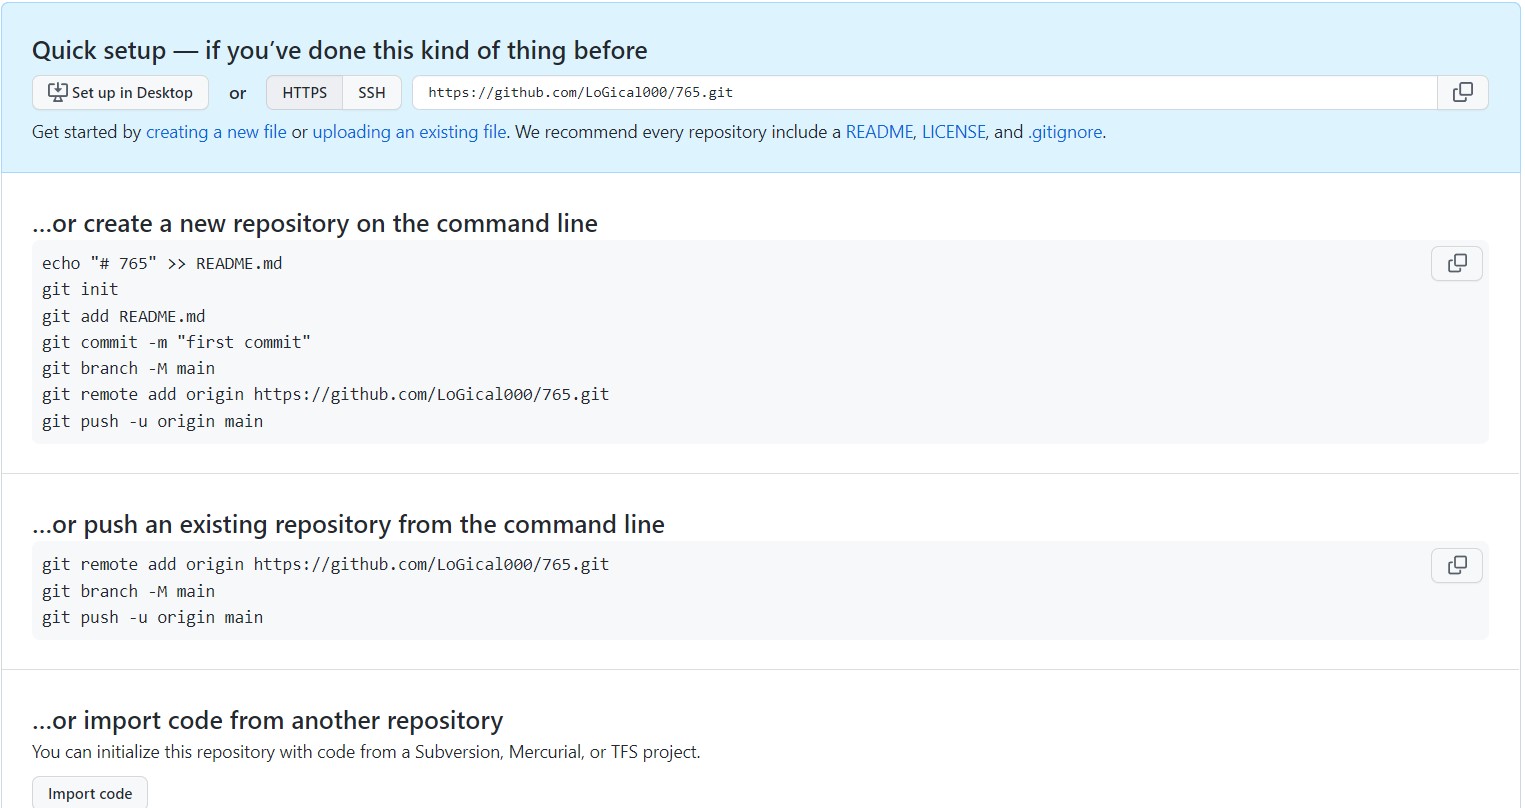 Quick setup — if you’ve done this kind of thing before
Set up in Desktop or HTTPS SSH https://github.com/LoGical000/765.git
Get started by creating a new file or uploading an existing file. We recommend every repository include a README, LICENSE, and .gitignore.
…or create a new repository on the command line
echo "# 765" >> README.md
git init
git add README.md
git commit -m "first commit"
git branch -M main
git remote add origin https://github.com/LoGical000/765.git
git push -u origin main
…or push an existing repository from the command line
git remote add origin https://github.com/LoGical000/765.git
git branch -M main
git push -u origin main
…or import code from another repository
You can initialize this repository with code from a Subversion, Mercurial, or TFS project.
Import code